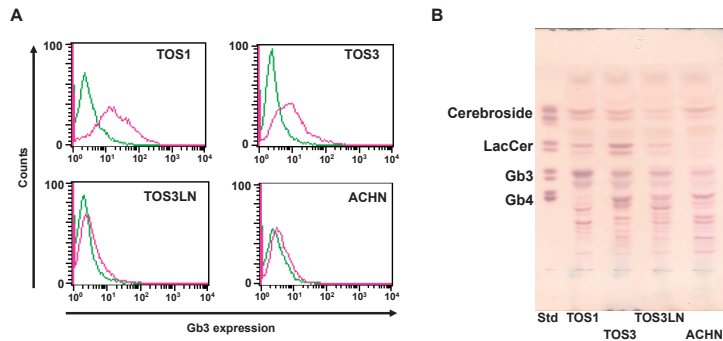 A
B
TOS1
TOS3
100
100
0
0
10⁰ 10¹ 10² 10³ 10⁴
10⁰ 10¹ 10² 10³ 10⁴
Counts
TOS3LN
ACHN
100
100
0
0
10⁰ 10¹ 10² 10³ 10⁴
10⁰ 10¹ 10² 10³ 10⁴
Gb3 expression
Cerebroside
LacCer
Gb3
Gb4
Std TOS1 TOS3LN
TOS3 ACHN